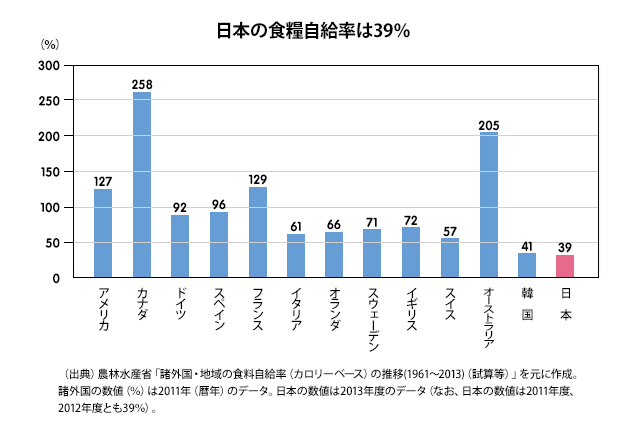 日本の食糧自給率は39%
(%)
300
250
200
150
100
50
0
127
258
92
96
129
61
66
71
72
57
205
41
39
アメリカ
カナダ
ドイツ
スペイン
フランス
イタリア
オランダ
スウェーデン
イギリス
スイス
オーストラリア
韓国
日本
（出典）農林水産省「諸外国・地域の食料自給率（カロリーベース）の推移(1961〜2013)（試算等）」を元に作成。
諸外国の数値（%）は2011年（暦年）のデータ。日本の数値は2013年度のデータ（なお、日本の数値は2011年度、
2012年度とも39%）。